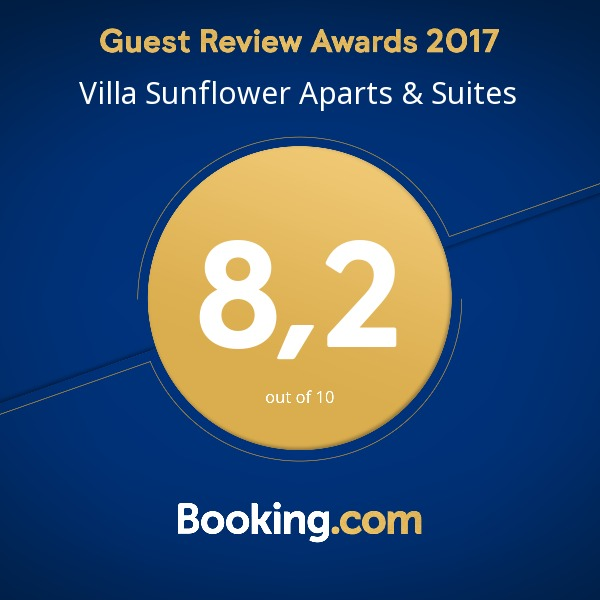 Guest Review Awards 2017
Villa Sunflower Aparts & Suites
8,2
out of 10
Booking.com